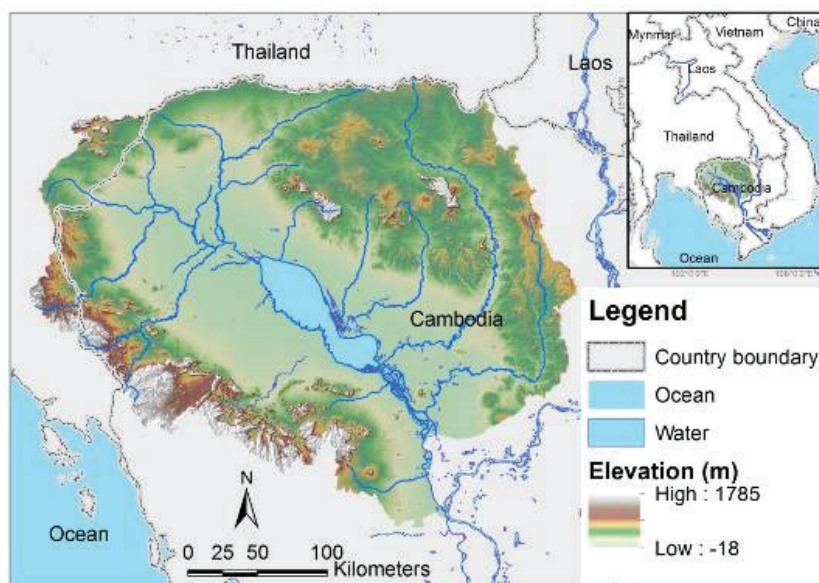 Thailand
Laos
Cambodia
Ocean
N
0 25 50 100
Kilometers
China
Myanmar
Vietnam
Laos
Thailand
Cambodia
Ocean
Legend
Country boundary
Ocean
Water
Elevation (m)
High : 1785
Low : -18